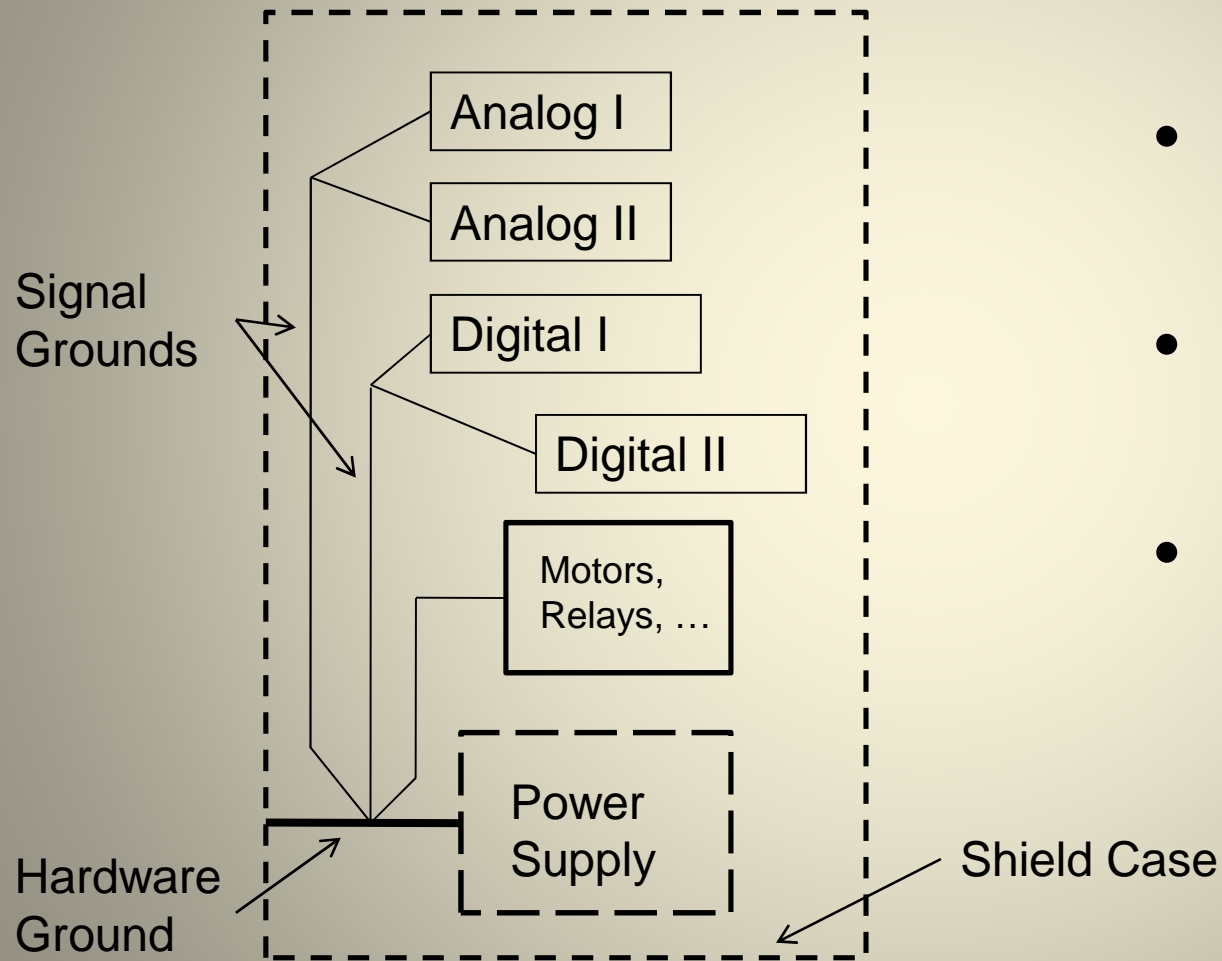 Analog I
Analog II
Signal
Grounds
Digital I
Digital II
Motors,
Relays, …
Power
Supply
Hardware
Ground
Shield Case
•
•
•